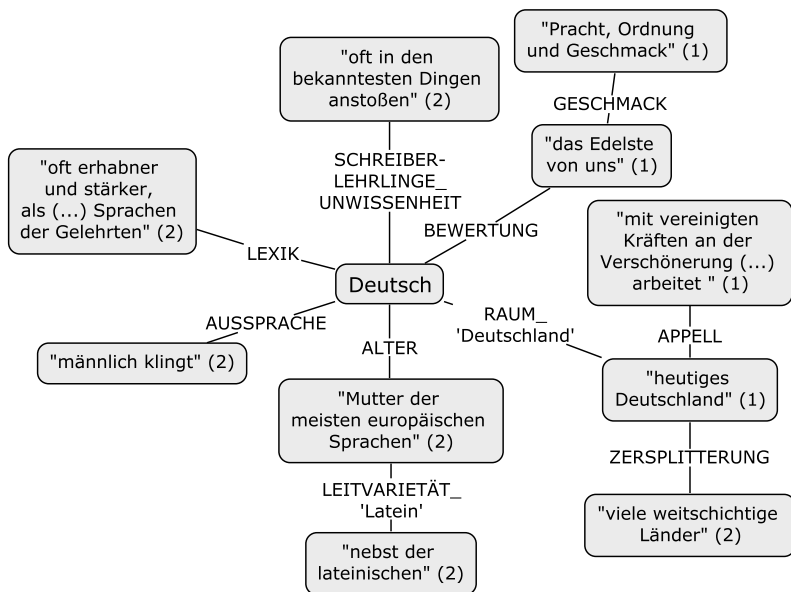 "Pracht, Ordnung
und Geschmack" (1)
GESCHMACK
"das Edelste
von uns" (1)
BEWERTUNG
"oft in den
bekanntesten Dingen
anstoßen" (2)
SCHREIBER-
LEHRLINGE_
UNWISSENHEIT
"oft erhabner
und stärker,
als (...) Sprachen
der Gelehrten" (2)
LEXIK
Deutsch
AUSSPRACHE
"männlich klingt" (2)
ALTER
"Mutter der
meisten europäischen
Sprachen" (2)
LEITVARIETÄT_
'Latein'
"nebst der
lateinischen" (2)
RAUM_
'Deutschland'
"mit vereinigten
Kräften an der
Verschönerung (...)
arbeitet " (1)
APPELL
"heutiges
Deutschland" (1)
ZERSPLITTERUNG
"viele weitschichtige
Länder" (2)